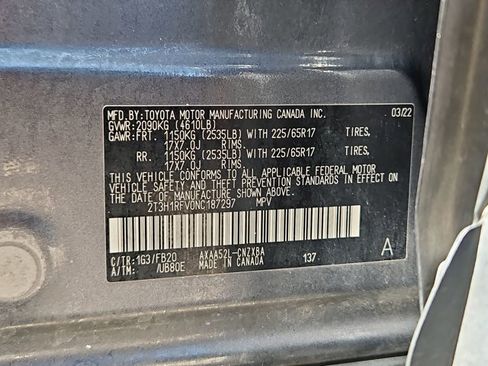 MFD.BY:TOYOTA MOTOR MANUFACTURING CANADA INC. 03/22
GVWR:2090KG (4610LB)
GAWR:FRT. 1150KG (2535LB) WITH 225/65R17 TIRES,
17X7.0J RIMS.
RR. 1150KG (2535LB) WITH 225/65R17 TIRES,
17X7.0J RIMS.
THIS VEHICLE CONFORMS TO ALL APPLICABLE FEDERAL MOTOR
VEHICLE SAFETY AND THEFT PREVENTION STANDARDS IN EFFECT ON
THE DATE OF MANUFACTURE SHOWN ABOVE.
2T3H1RFV0NC187297 MPV
C/TR:1G3/FB20 AXAA52L-CNZXBA 137
A/TM: /UB80E MADE IN CANADA A